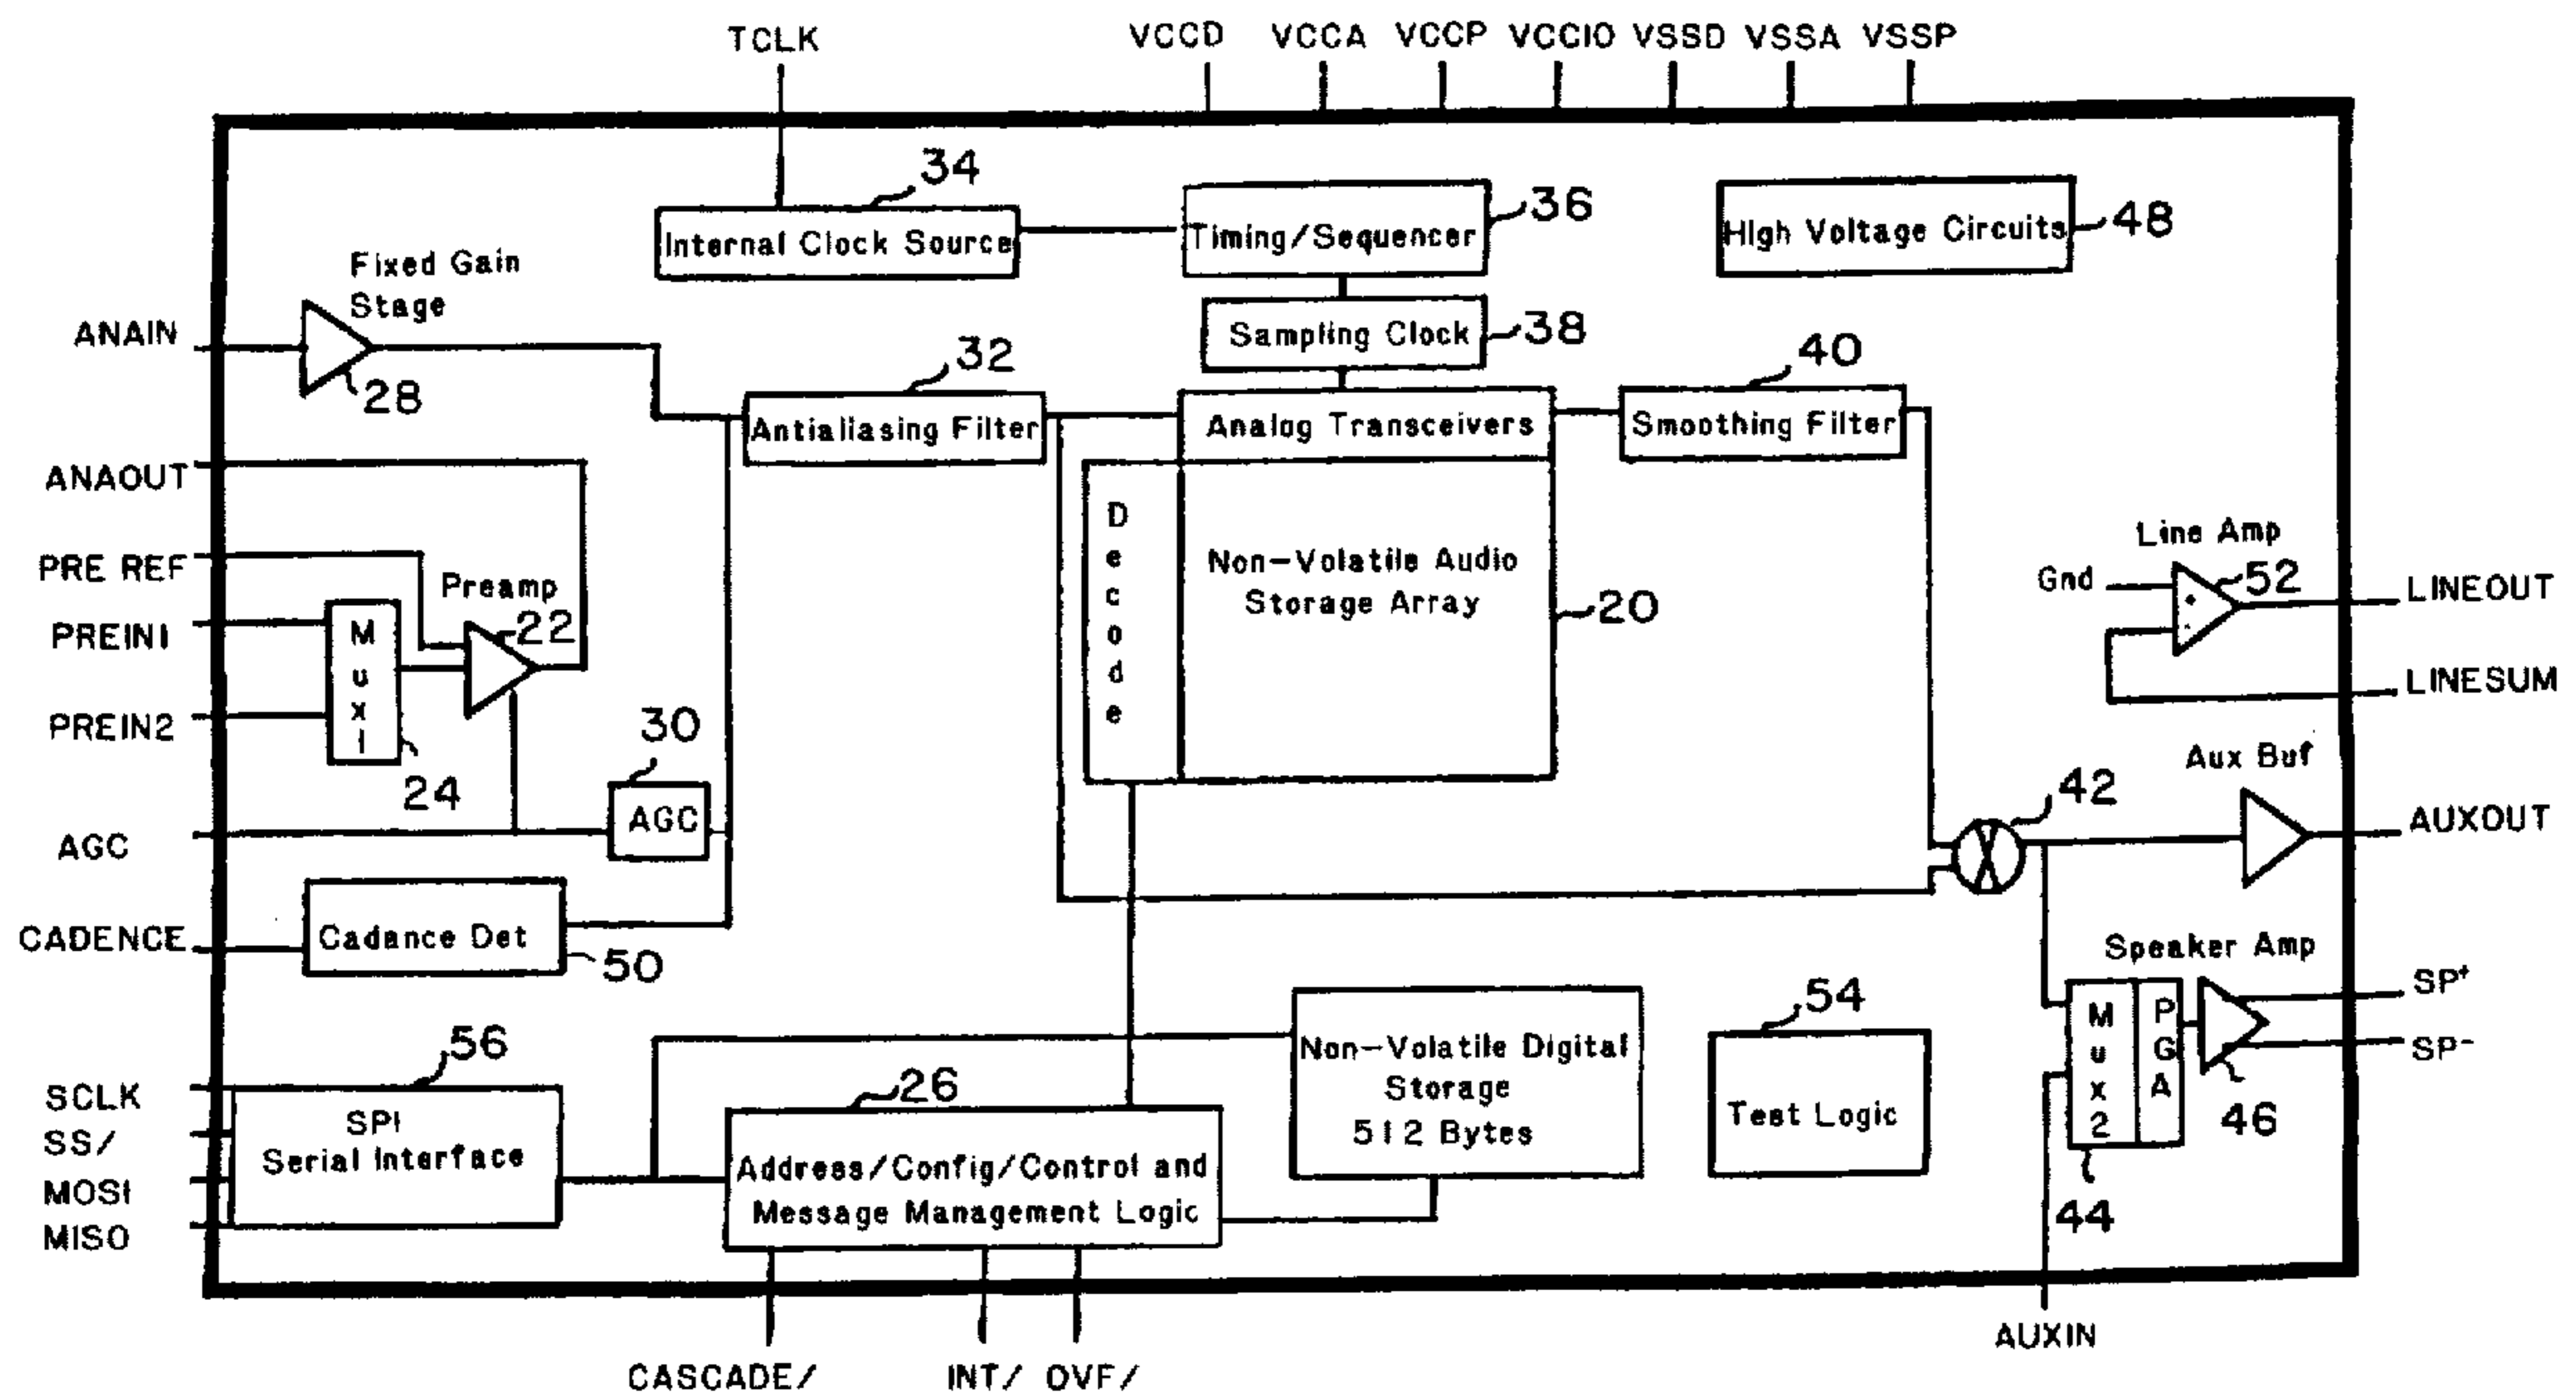 TCLK
VCCD VCCA VCCP VCCIO VSSD VSSA VSSP
34
Internal Clock Source
36
Timing/Sequencer
48
High Voltage Circuits
Fixed Gain
Stage
28
ANAIN
38
Sampling Clock
32
Antialiasing Filter
Analog Transceivers
40
Smoothing Filter
ANAOUT
PRE REF
PREIN1
PREIN2
Preamp
22
Mux1
24
Decode
Non-Volatile Audio
Storage Array
20
Line Amp
Gnd
52
+
-
LINEOUT
LINESUM
30
AGC
AGC
Aux Buf
42
AUXOUT
CADENCE
Cadance Det
50
Speaker Amp
SP+
SP-
Mux2
PGA
46
44
AUXIN
56
SPI
Serial Interface
SCLK
SS/
MOSI
MISO
26
Address/Config/Control and
Message Management Logic
Non-Volatile Digital
Storage
512 Bytes
54
Test Logic
CASCADE/ INT/ OVF/